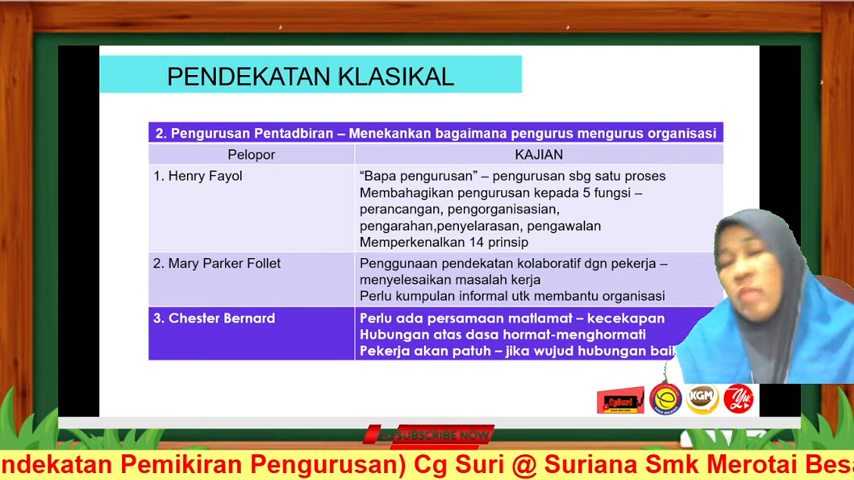 PENDEKATAN KLASIKAL
2. Pengurusan Pentadbiran – Menekankan bagaimana pengurus mengurus organisasi
Pelopor
KAJIAN
1. Henry Fayol
“Bapa pengurusan” – pengurusan sbg satu proses
Membahagikan pengurusan kepada 5 fungsi –
perancangan, pengorganisasian,
pengarahan,penyelarasan, pengawalan
Memperkenalkan 14 prinsip
2. Mary Parker Follet
Penggunaan pendekatan kolaboratif dgn pekerja –
menyelesaikan masalah kerja
Perlu kumpulan informal utk membantu organisasi
3. Chester Bernard
Perlu ada persamaan matlamat – kecekapan
Hubungan atas dasa hormat-menghormati
Pekerja akan patuh – jika wujud hubungan baik
KGM
SUBSCRIBE NOW
ndekatan Pemikiran Pengurusan) Cg Suri @ Suriana Smk Merotai Besa